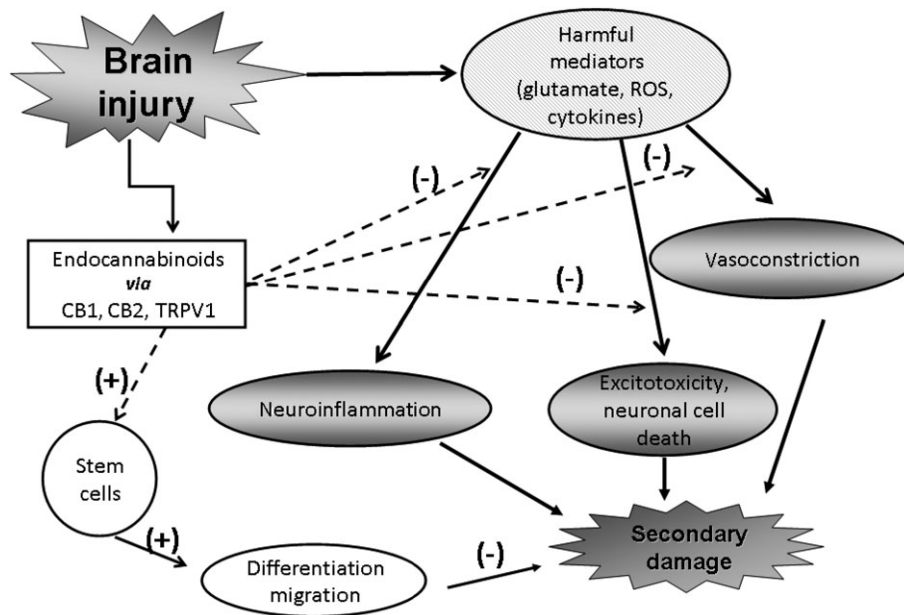 Brain
injury
Harmful
mediators
(glutamate, ROS,
cytokines)
(-)
(-)
Endocannabinoids
via
CB1, CB2, TRPV1
(-)
Vasoconstriction
(+)
Neuroinflammation
Excitotoxicity,
neuronal cell
death
Stem
cells
(+)
Differentiation
migration
(-)
Secondary
damage